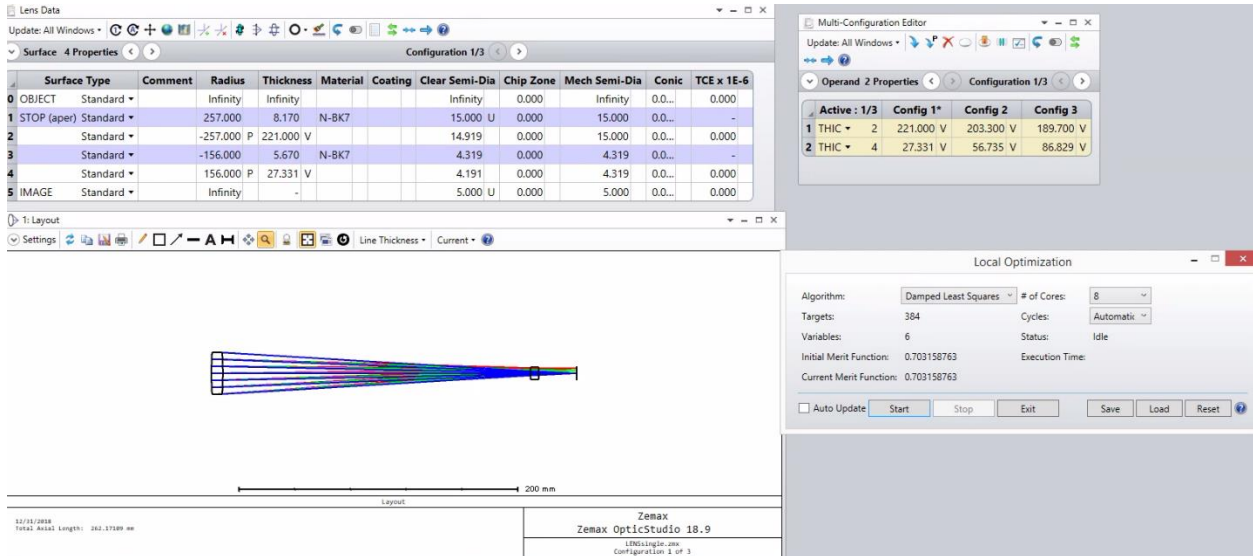 Lens Data
Update: All Windows
Surface 4 Properties Configuration 1/3
Surface Type Comment Radius Thickness Material Coating Clear Semi-Dia Chip Zone Mech Semi-Dia Conic TCE x 1E-6
0 OBJECT Standard Infinity Infinity Infinity 0.000 Infinity 0.0... 0.000
1 STOP (aper) Standard 257.000 8.170 N-BK7 15.000 U 0.000 15.000 0.0... -
2 Standard -257.000 P 221.000 V 14.919 0.000 15.000 0.0... 0.000
3 Standard -156.000 5.670 N-BK7 4.319 0.000 4.319 0.0... -
4 Standard 156.000 P 27.331 V 4.191 0.000 4.319 0.0... 0.000
5 IMAGE Standard Infinity - 5.000 U 0.000 5.000 0.0... 0.000
Multi-Configuration Editor
Update: All Windows
Operand 2 Properties Configuration 1/3
Active : 1/3 Config 1* Config 2 Config 3
1 THIC 2 221.000 V 203.300 V 189.700 V
2 THIC 4 27.331 V 56.735 V 86.829 V
1: Layout
Settings Line Thickness Current
200 mm
Layout
12/31/2018
Total Axial Length: 262.17109 mm
Zemax
Zemax OpticStudio 18.9
LENSsingle.zmx
Configuration 1 of 3
Local Optimization
Algorithm: Damped Least Squares # of Cores: 8
Targets: 384 Cycles: Automatic
Variables: 6 Status: Idle
Initial Merit Function: 0.703158763 Execution Time:
Current Merit Function: 0.703158763
Auto Update Start Stop Exit Save Load Reset